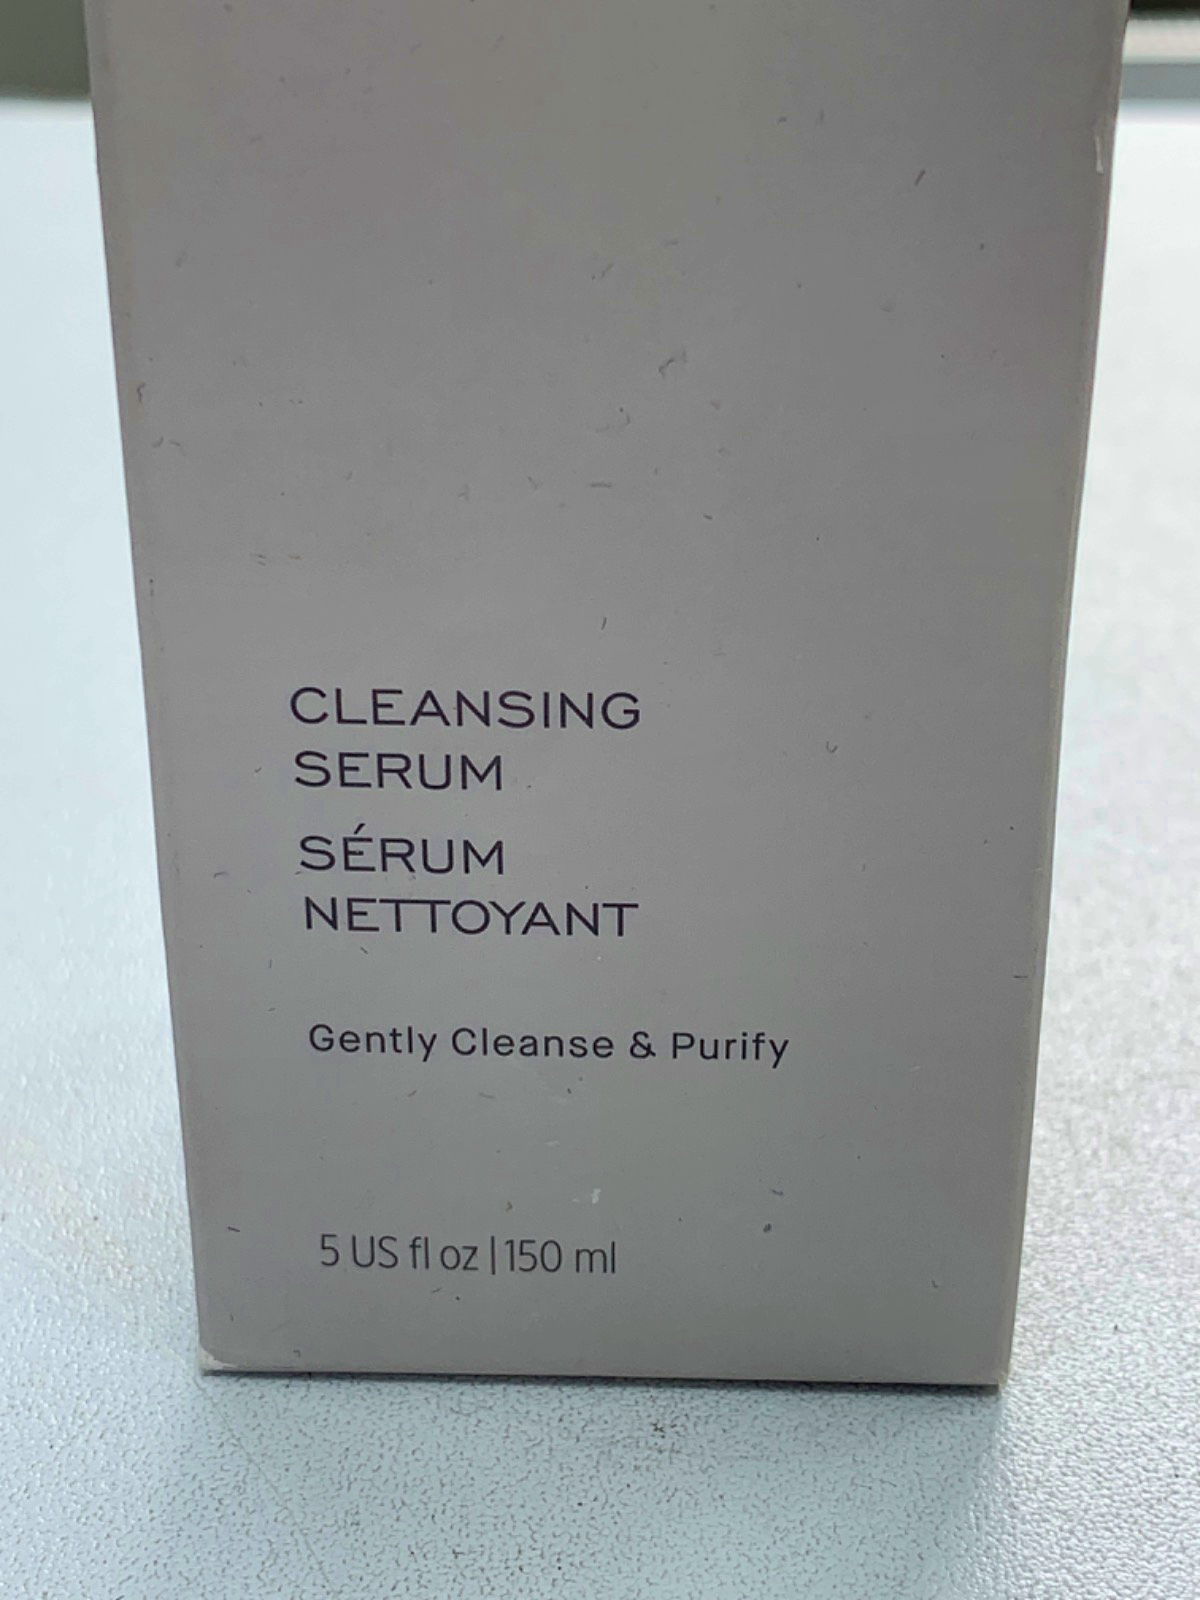 CLEANSING
SERUM
SÉRUM
NETTOYANT
Gently Cleanse & Purify
5 US fl oz | 150 ml